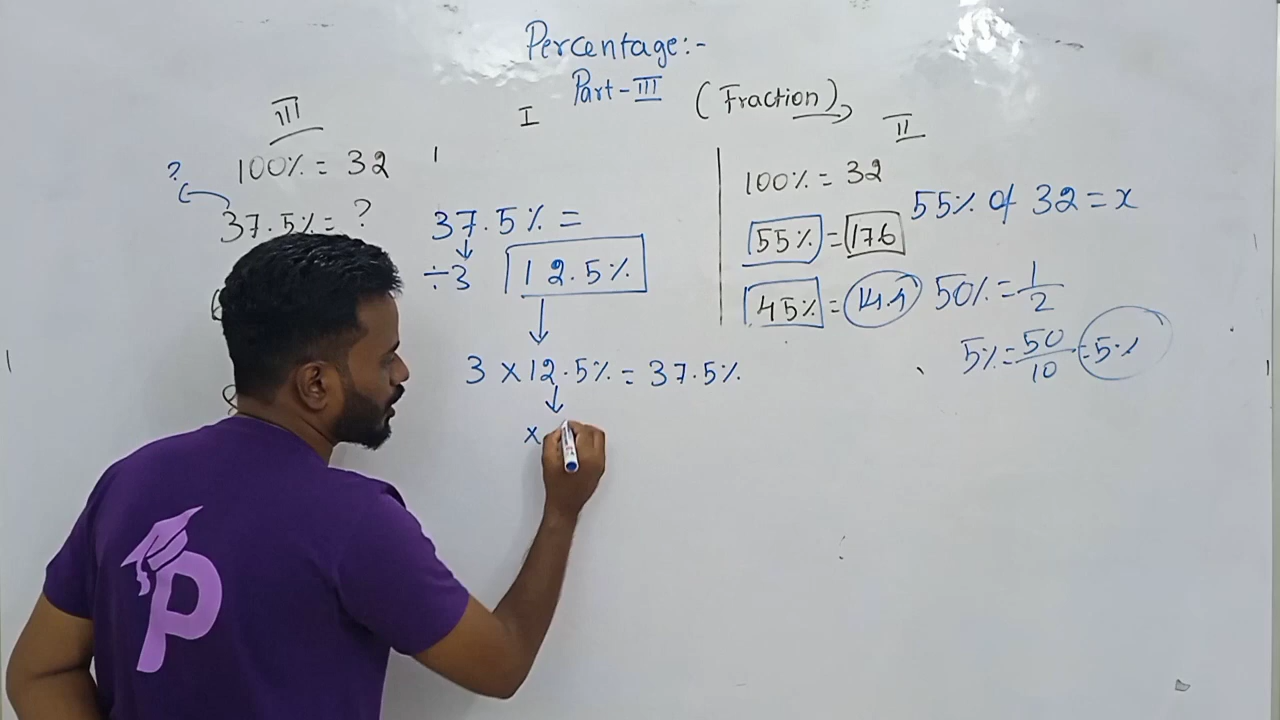 Percentage:-
Part-III
(Fraction)
III
100% = 32
?
37.5% = ?
I
37.5% =
÷3 12.5%
3 × 12.5% = 37.5%
×
II
100% = 32
55% = 17.6
45% = 14.4
55% of 32 = x
50% = 1/2
5% = 50/10 = 5%
P